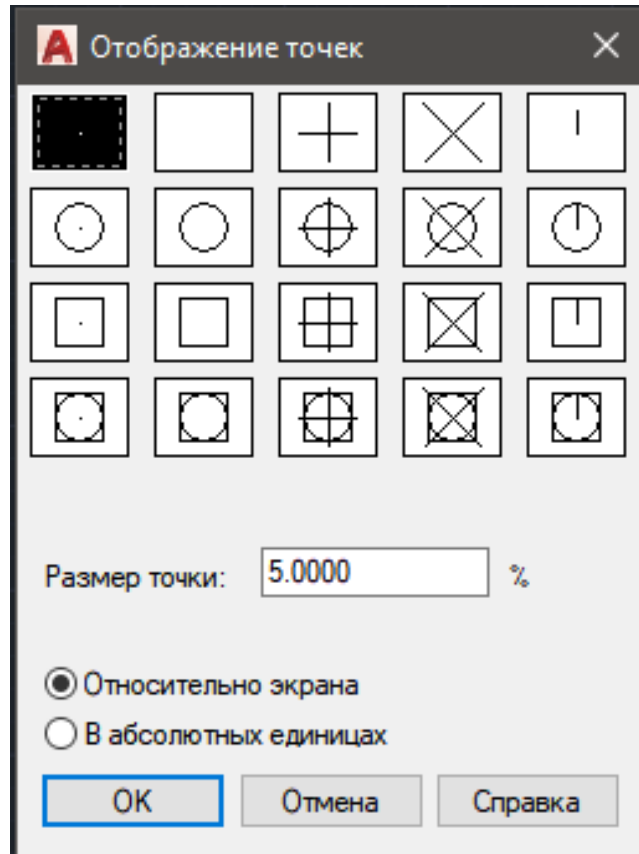 Отображение точек
Размер точки: 5.0000 %
Относительно экрана
В абсолютных единицах
OK Отмена Справка